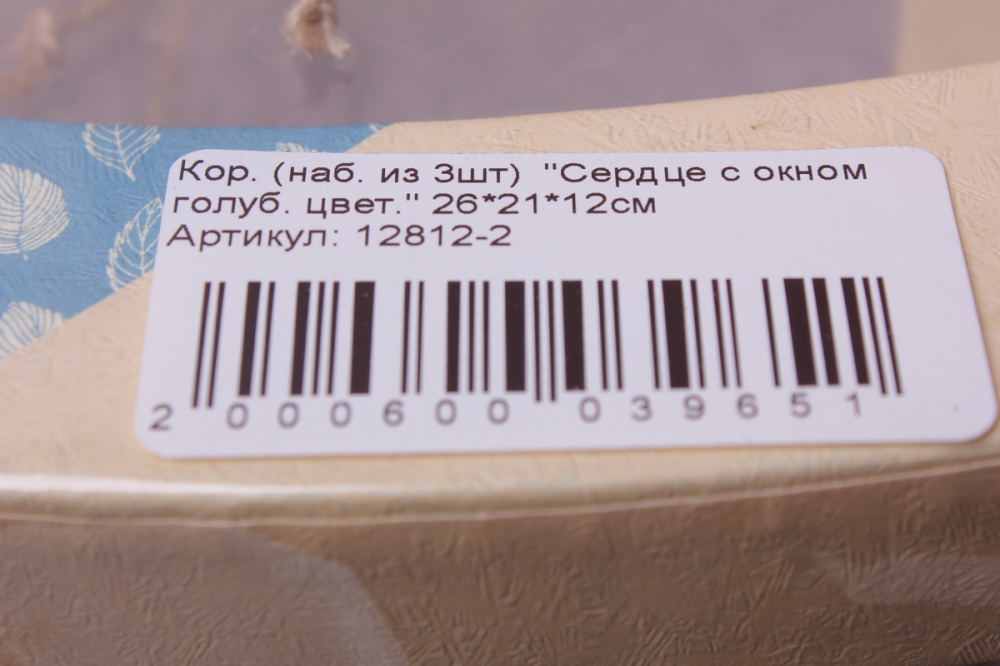 Кор. (наб. из 3шт)  "Сердце с окном
голуб. цвет." 26*21*12см
Артикул: 12812-2
2 000600 039651